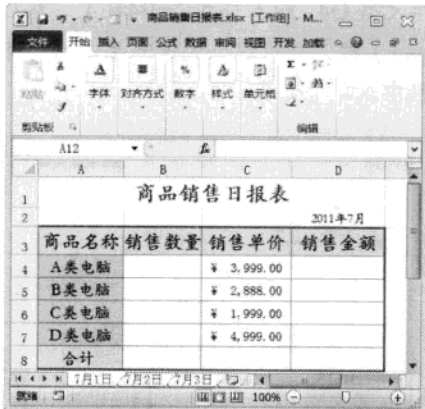 商品销售日报表.xlsx [工作组] - M...
文件 开始 插入 页面 公式 数据 审阅 视图 开发 加载
粘贴 字体 对齐方式 数字 样式 单元格
剪贴板 编辑
A12 fx
A B C D
1 商品销售日报表
2 2011年7月
3 商品名称 销售数量 销售单价 销售金额
4 A类电脑 ¥ 3,999.00
5 B类电脑 ¥ 2,888.00
6 C类电脑 ¥ 1,999.00
7 D类电脑 ¥ 4,999.00
8 合计
7月1日 7月2日 7月3日
就绪 100%